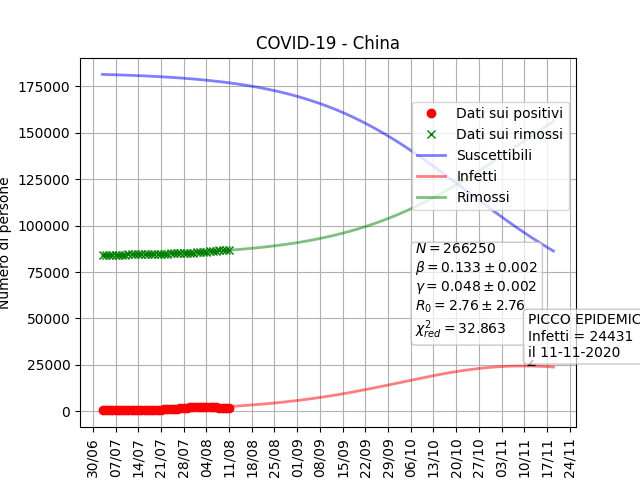 COVID-19 - China
Numero di persone
175000
150000
125000
100000
75000
50000
25000
0
Dati sui positivi
Dati sui rimossi
Suscettibili
Infetti
Rimossi
N = 266250
β = 0.133 ± 0.002
γ = 0.048 ± 0.002
R₀ = 2.76 ± 2.76
χ²red = 32.863
PICCO EPIDEMIC
Infetti = 24431
il 11-11-2020
30/06
07/07
14/07
21/07
28/07
04/08
11/08
18/08
25/08
01/09
08/09
15/09
22/09
29/09
06/10
13/10
20/10
27/10
03/11
10/11
17/11
24/11